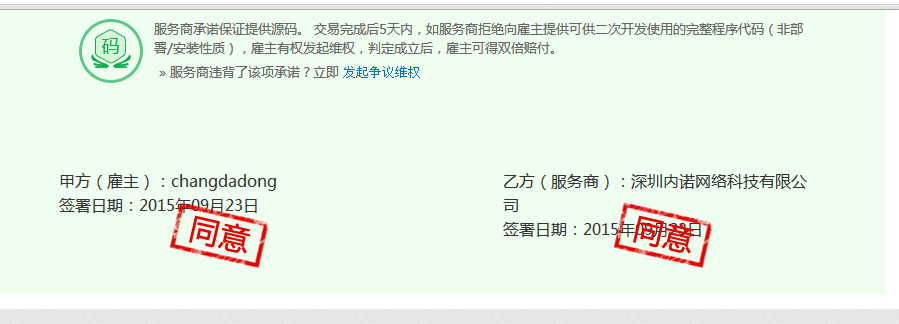 码
服务商承诺保证提供源码。 交易完成后5天内，如服务商拒绝向雇主提供可供二次开发使用的完整程序代码（非部
署/安装性质），雇主有权发起维权，判定成立后，雇主可得双倍赔付。
» 服务商违背了该项承诺？立即 发起争议维权
甲方（雇主）：changdadong
签署日期：2015年09月23日
同意
乙方（服务商）：深圳内诺网络科技有限公
司
签署日期：2015年09月23日
同意